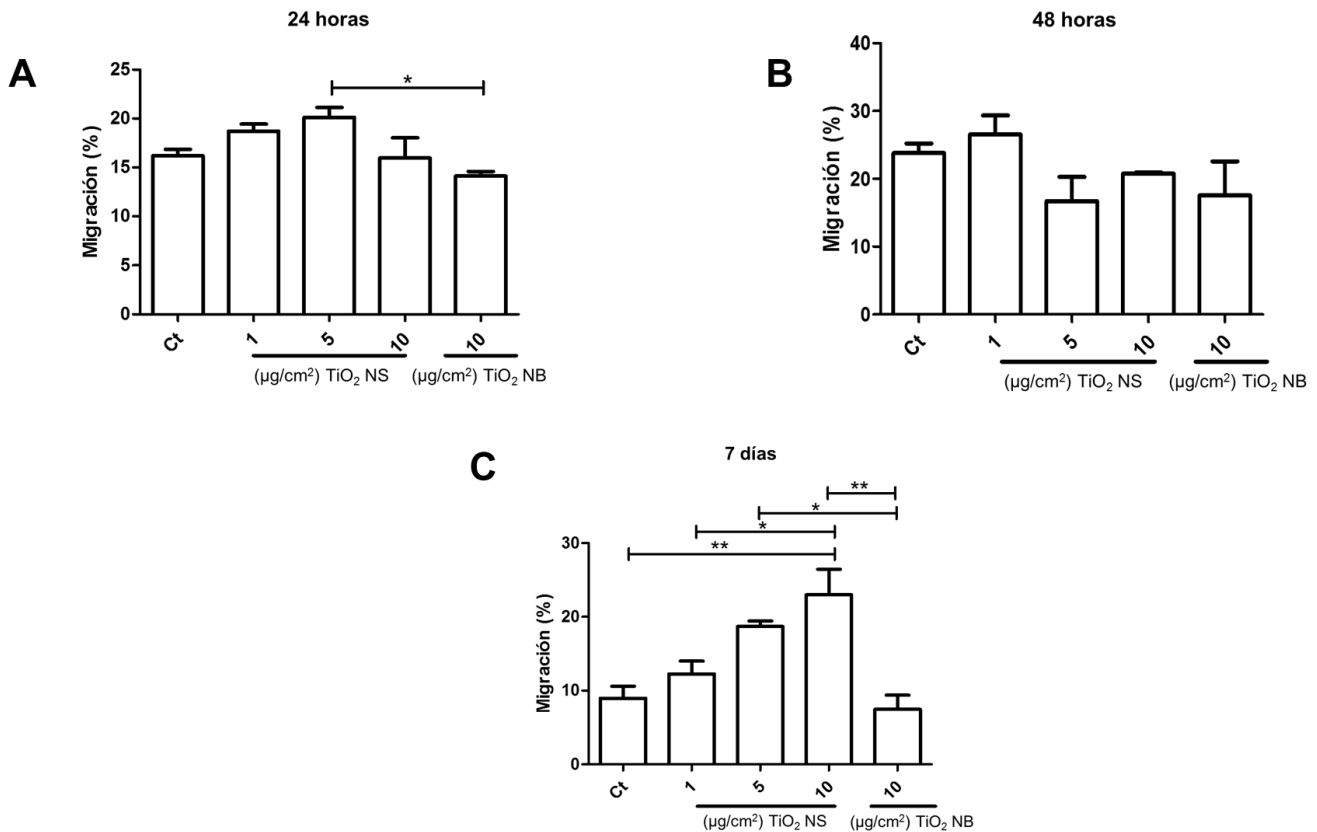 24 horas
A
Migración (%)
25
20
15
10
5
0
*
Ct
1
5
10
10
(µg/cm²) TiO₂ NS
(µg/cm²) TiO₂ NB
48 horas
B
Migración (%)
40
30
20
10
0
Ct
1
5
10
10
(µg/cm²) TiO₂ NS
(µg/cm²) TiO₂ NB
7 días
C
**
*
*
**
Migración (%)
30
20
10
0
Ct
1
5
10
10
(µg/cm²) TiO₂ NS
(µg/cm²) TiO₂ NB